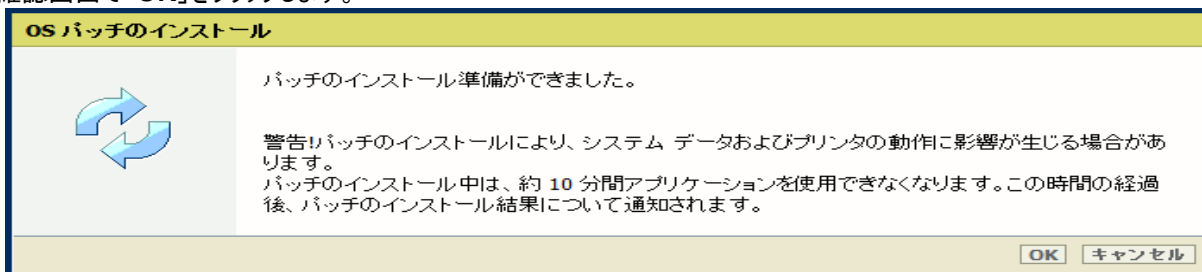 OS パッチのインストール
パッチのインストール準備ができました。
警告!パッチのインストールにより、システム データおよびプリンタの動作に影響が生じる場合があ
ります。
パッチのインストール中は、約 10 分間アプリケーションを使用できなくなります。この時間の経過
後、パッチのインストール結果について通知されます。
OK キャンセル